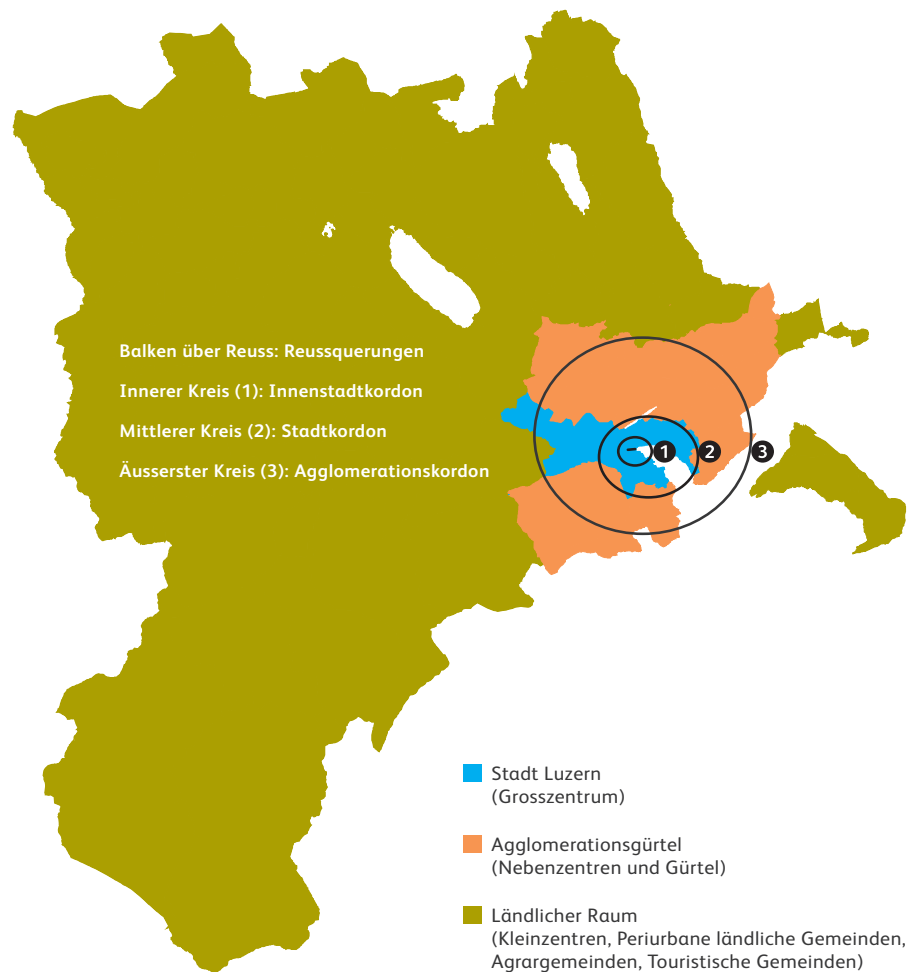 Balken über Reuss: Reussquerungen
Innerer Kreis (1): Innenstadtkordon
Mittlerer Kreis (2): Stadtkordon
Äusserster Kreis (3): Agglomerationskordon
1 2 3
Stadt Luzern
(Grosszentrum)
Agglomerationsgürtel
(Nebenzentren und Gürtel)
Ländlicher Raum
(Kleinzentren, Periurbane ländliche Gemeinden,
Agrargemeinden, Touristische Gemeinden)